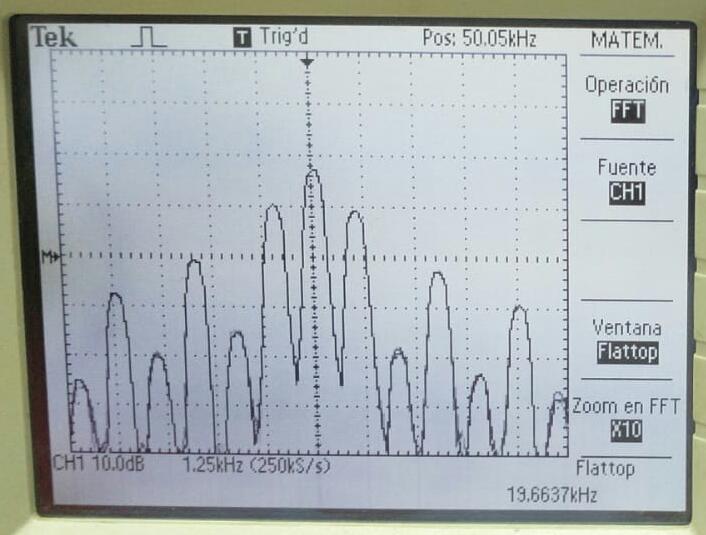 Tek T Trig'd Pos: 50.05kHz MATEM.
Operación
FFT
Fuente
CH1
M
Ventana
Flattop
Zoom en FFT
X10
CH1 10.0dB 1.25kHz (250kS/s) Flattop
19.6637kHz